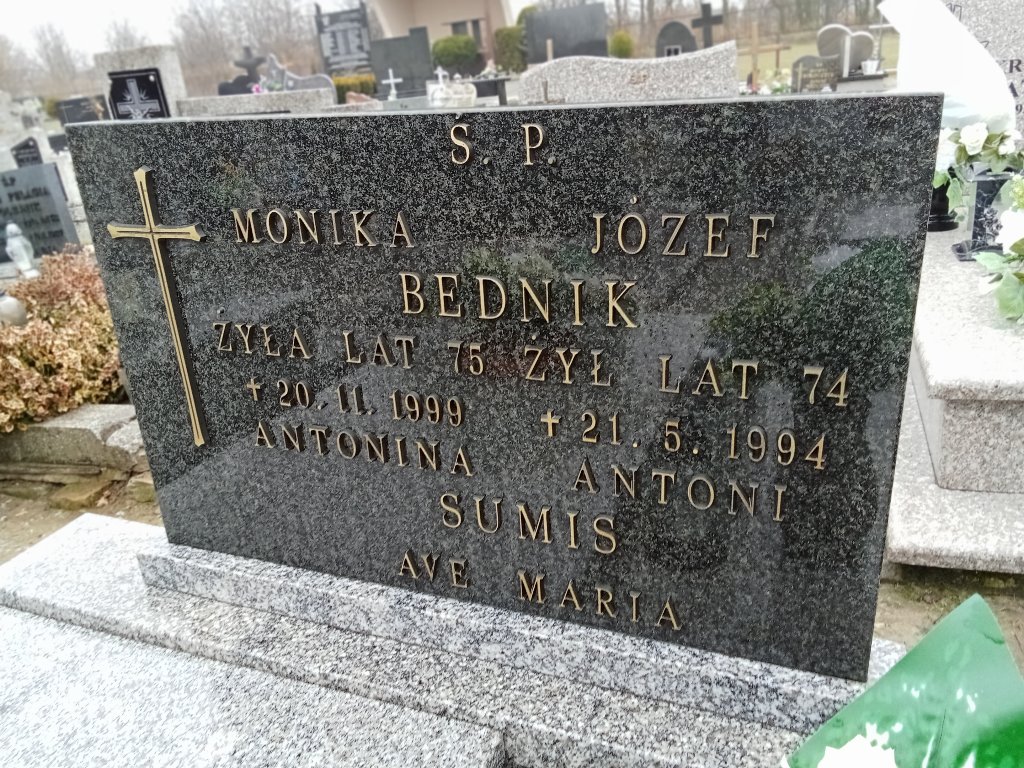 Ś. P.
MONIKA JÓZEF
BEDNIK
ŻYŁA LAT 75 ŻYŁ LAT 74
✝ 20. 11. 1999 ✝ 21. 5. 1994
ANTONINA ANTONI
SUMIS
AVE MARIA